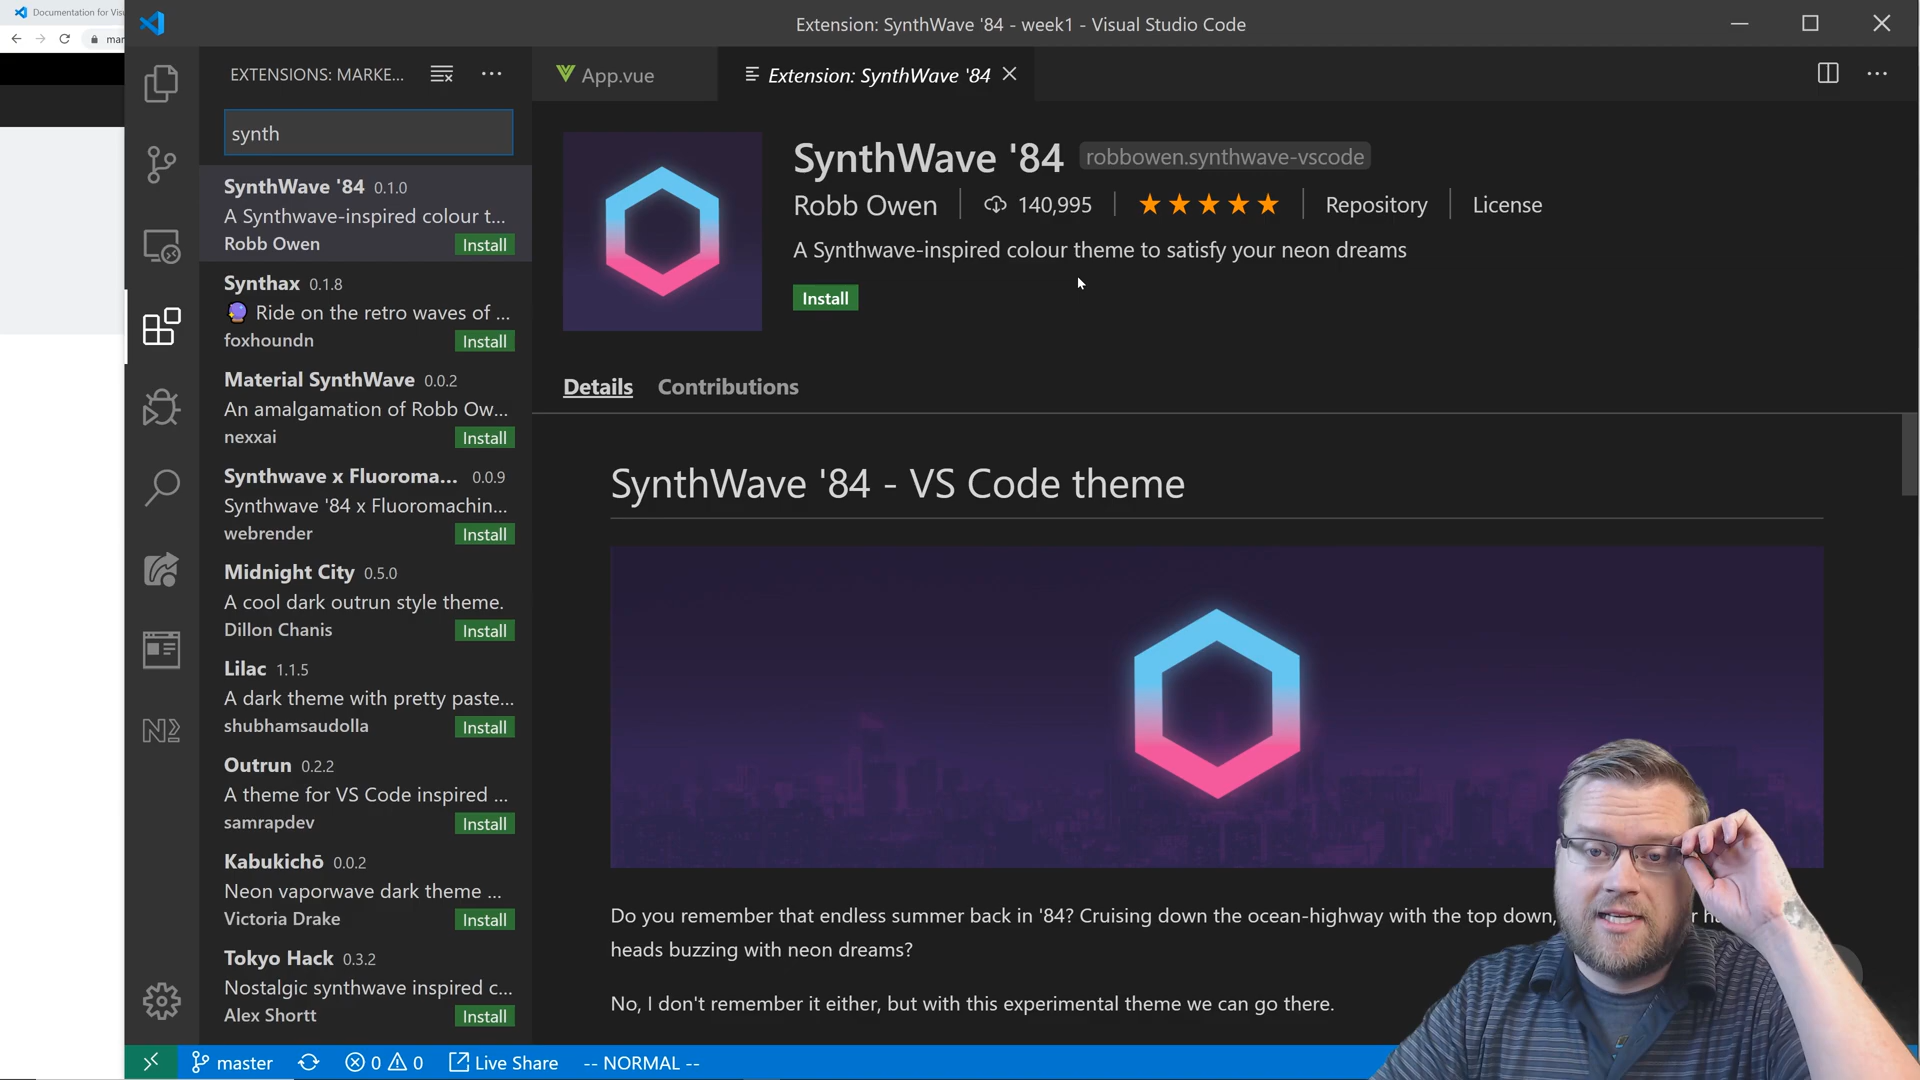 Documentation for Visu
mar
Extension: SynthWave '84 - week1 - Visual Studio Code
EXTENSIONS: MARKE...
App.vue
Extension: SynthWave '84
synth
SynthWave '84 0.1.0
A Synthwave-inspired colour t...
Robb Owen Install
Synthax 0.1.8
Ride on the retro waves of ...
foxhoundn Install
Material SynthWave 0.0.2
An amalgamation of Robb Ow...
nexxai Install
Synthwave x Fluoroma... 0.0.9
Synthwave '84 x Fluoromachin...
webrender Install
Midnight City 0.5.0
A cool dark outrun style theme.
Dillon Chanis Install
Lilac 1.1.5
A dark theme with pretty paste...
shubhamsaudolla Install
Outrun 0.2.2
A theme for VS Code inspired ...
samrapdev Install
Kabukichō 0.0.2
Neon vaporwave dark theme ...
Victoria Drake Install
Tokyo Hack 0.3.2
Nostalgic synthwave inspired c...
Alex Shortt Install
SynthWave '84 robbowen.synthwave-vscode
Robb Owen 140,995 Repository License
A Synthwave-inspired colour theme to satisfy your neon dreams
Install
Details Contributions
SynthWave '84 - VS Code theme
Do you remember that endless summer back in '84? Cruising down the ocean-highway with the top down,
heads buzzing with neon dreams?
No, I don't remember it either, but with this experimental theme we can go there.
master 0 0 Live Share -- NORMAL --